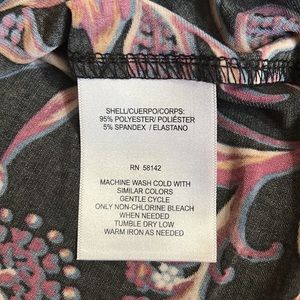 SHELL/CUERPO/CORPS:
95% POLYESTER/ POLIÉSTER
5% SPANDEX / ELASTANO
RN 58142
MACHINE WASH COLD WITH
SIMILAR COLORS
GENTLE CYCLE
ONLY NON-CHLORINE BLEACH
WHEN NEEDED
TUMBLE DRY LOW
WARM IRON AS NEEDED